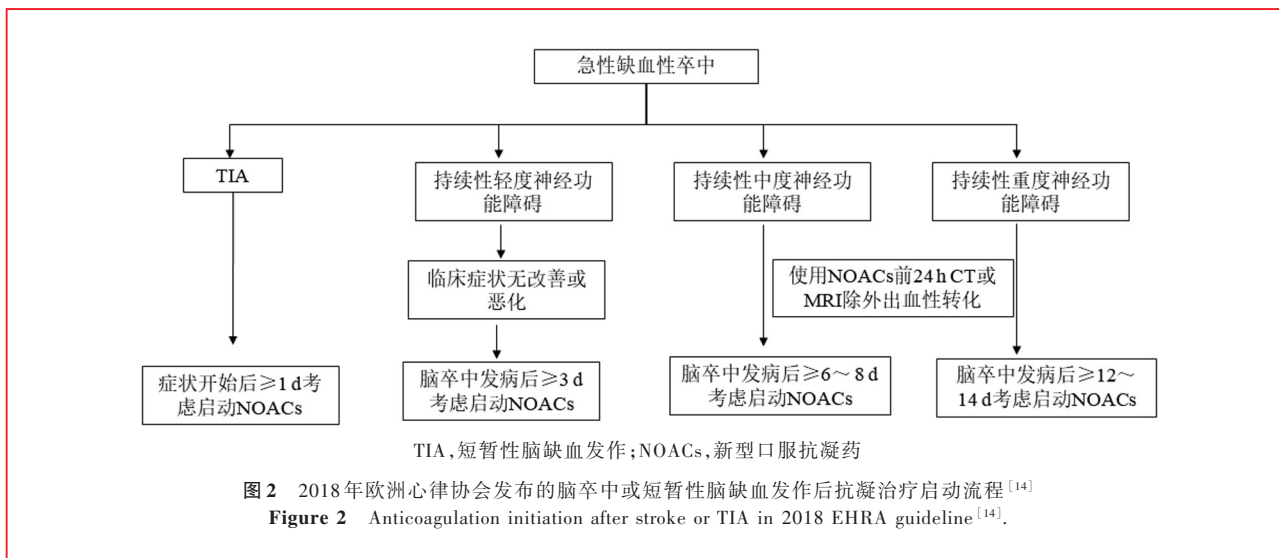 急性缺血性卒中
TIA
持续性轻度神经功
能障碍
持续性中度神经功
能障碍
持续性重度神经功
能障碍
临床症状无改善或
恶化
使用NOACs前24h CT或
MRI除外出血性转化
症状开始后≥1 d考
虑启动NOACs
脑卒中发病后≥3 d
考虑启动NOACs
脑卒中发病后≥6～8 d
考虑启动NOACs
脑卒中发病后≥12～
14 d考虑启动NOACs
TIA,短暂性脑缺血发作;NOACs,新型口服抗凝药
图2 2018年欧洲心律协会发布的脑卒中或短暂性脑缺血发作后抗凝治疗启动流程[14]
Figure 2 Anticoagulation initiation after stroke or TIA in 2018 EHRA guideline[14].